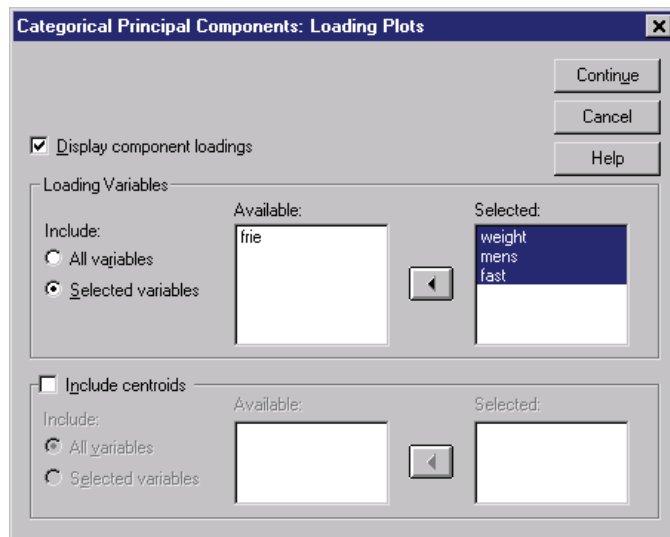 Categorical Principal Components: Loading Plots
Continue
Cancel
Help
Display component loadings
Loading Variables
Include:
All variables
Selected variables
Available:
frie
Selected:
weight
mens
fast
Include centroids
Include:
All variables
Selected variables
Available:
Selected: